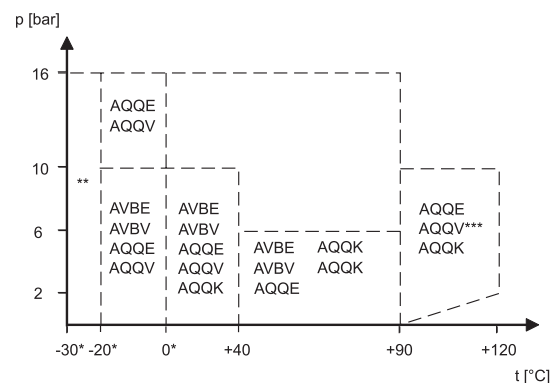 p [bar]
16
AQQE
AQQV
10
**
AVBE
AVBV
AQQE
AQQV
AVBE
AVBV
AQQE
AQQV
AQQK
AQQE
AQQV***
AQQK
6
AVBE AQQK
AVBV AQQK
AQQE
2
-30* -20* 0* +40 +90 +120
t [°C]